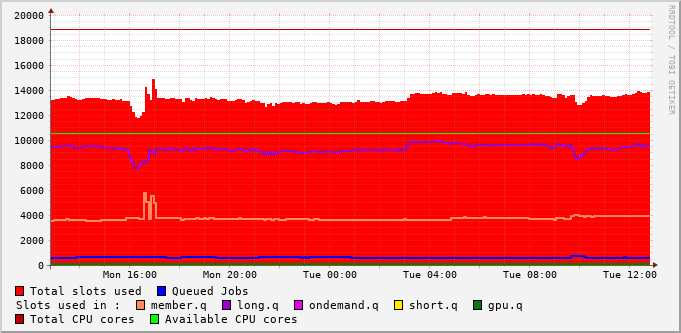 20000
18000
16000
14000
12000
10000
8000
6000
4000
2000
0
Mon 16:00 Mon 20:00 Tue 00:00 Tue 04:00 Tue 08:00 Tue 12:00
Total slots used Queued Jobs
Slots used in : member.q long.q ondemand.q short.q gpu.q
Total CPU cores Available CPU cores
RRDTOOL / TOBI OETIKER